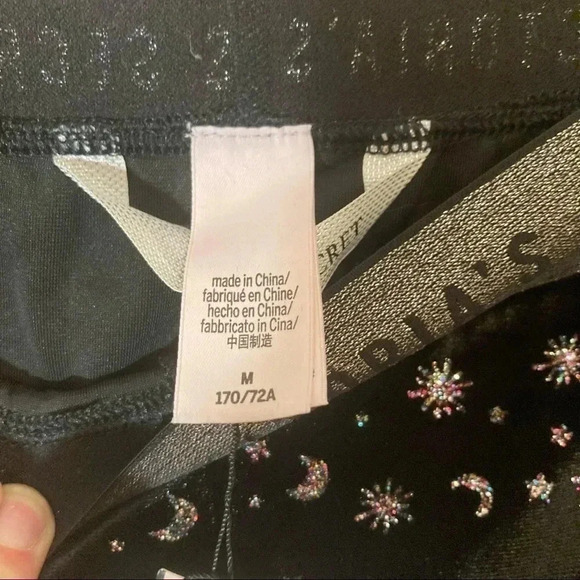 made in China/
fabriqué en Chine/
hecho en China/
fabbricato in Cina/
中国制造
M
170/72A